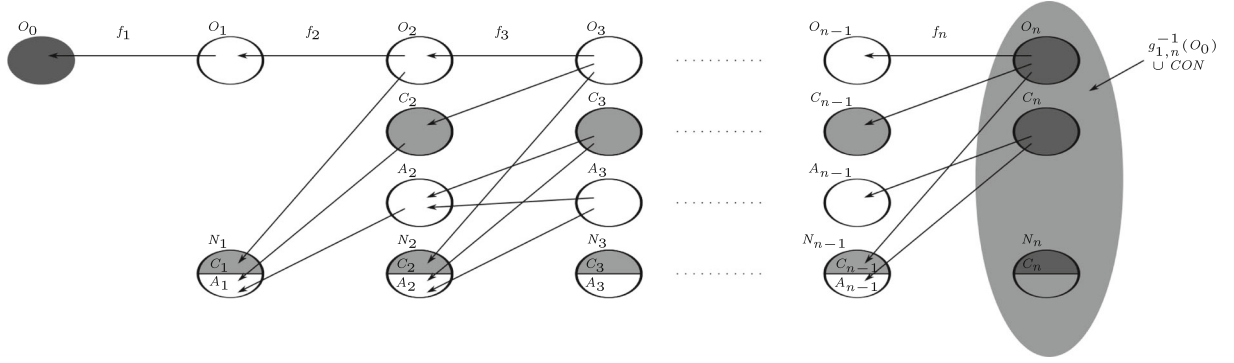 O₀ f₁ O₁ f₂ O₂ f₃ O₃ .......... Oₙ₋₁ fₙ Oₙ
g⁻¹₁,ₙ(O₀)
∪ CON
C₂ C₃ .......... Cₙ₋₁ Cₙ
A₂ A₃ .......... Aₙ₋₁
N₁ N₂ N₃ .......... Nₙ₋₁ Nₙ
C₁ C₂ C₃ Cₙ₋₁ Cₙ
A₁ A₂ A₃ Aₙ₋₁